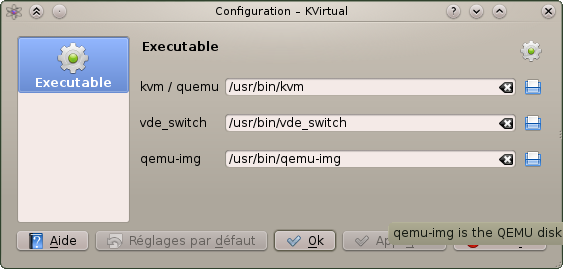 Configuration – KVirtual
Executable
Executable
kvm / quemu /usr/bin/kvm
vde_switch /usr/bin/vde_switch
qemu-img /usr/bin/qemu-img
qemu-img is the QEMU disk
Aide Réglages par défaut Ok